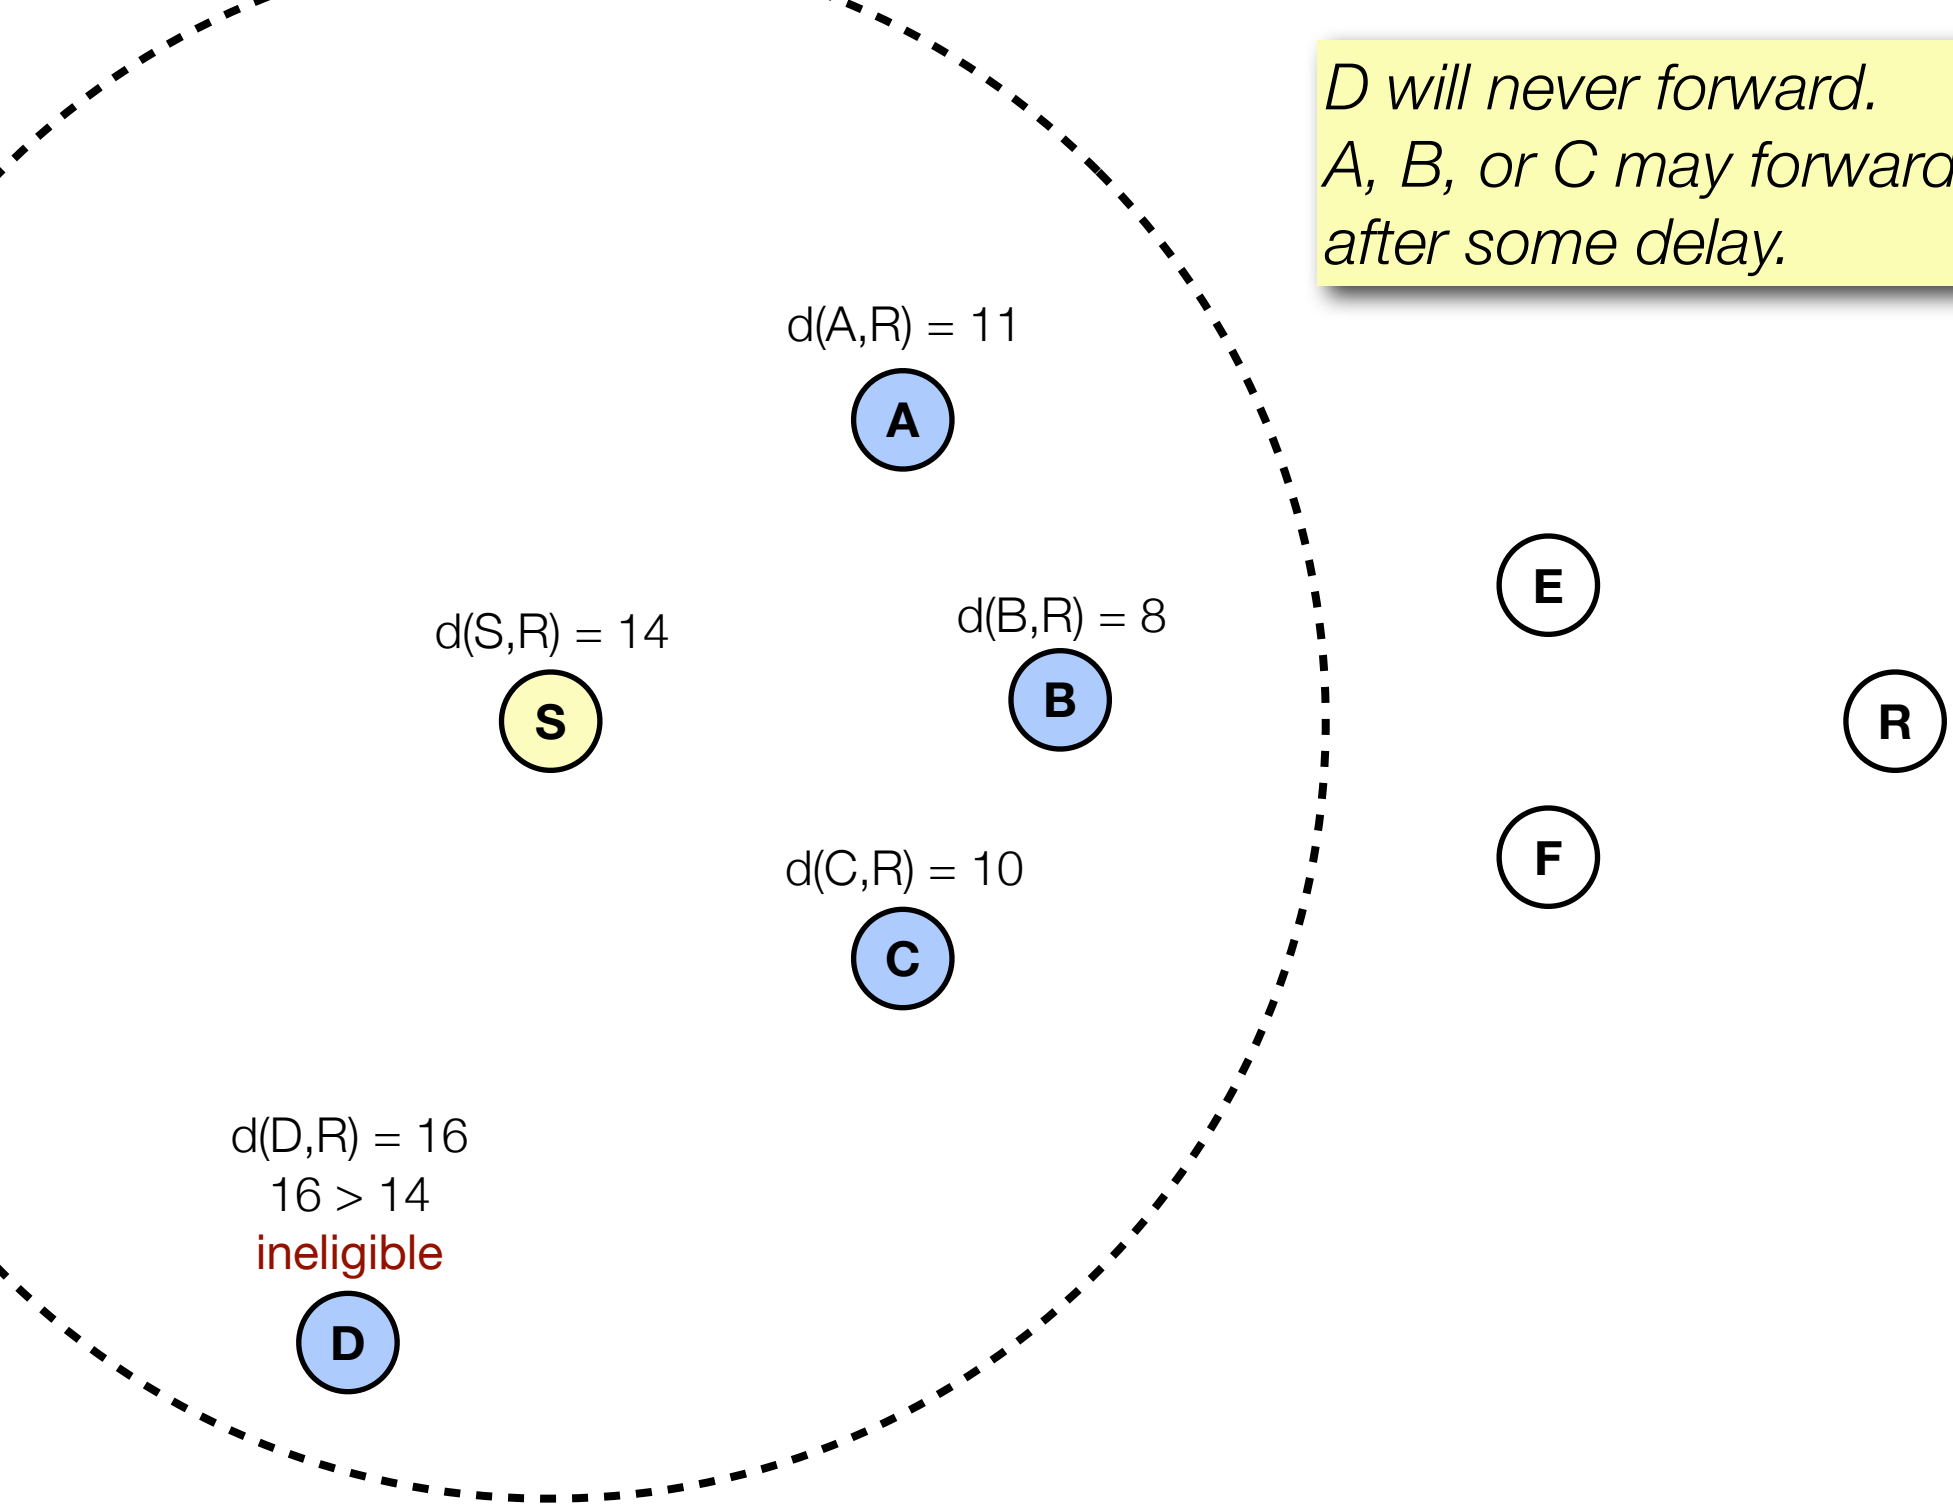 D will never forward.
A, B, or C may forward
after some delay.
d(A,R) = 11
A
d(S,R) = 14
S
d(B,R) = 8
B
E
R
d(C,R) = 10
C
F
d(D,R) = 16
16 > 14
ineligible
D